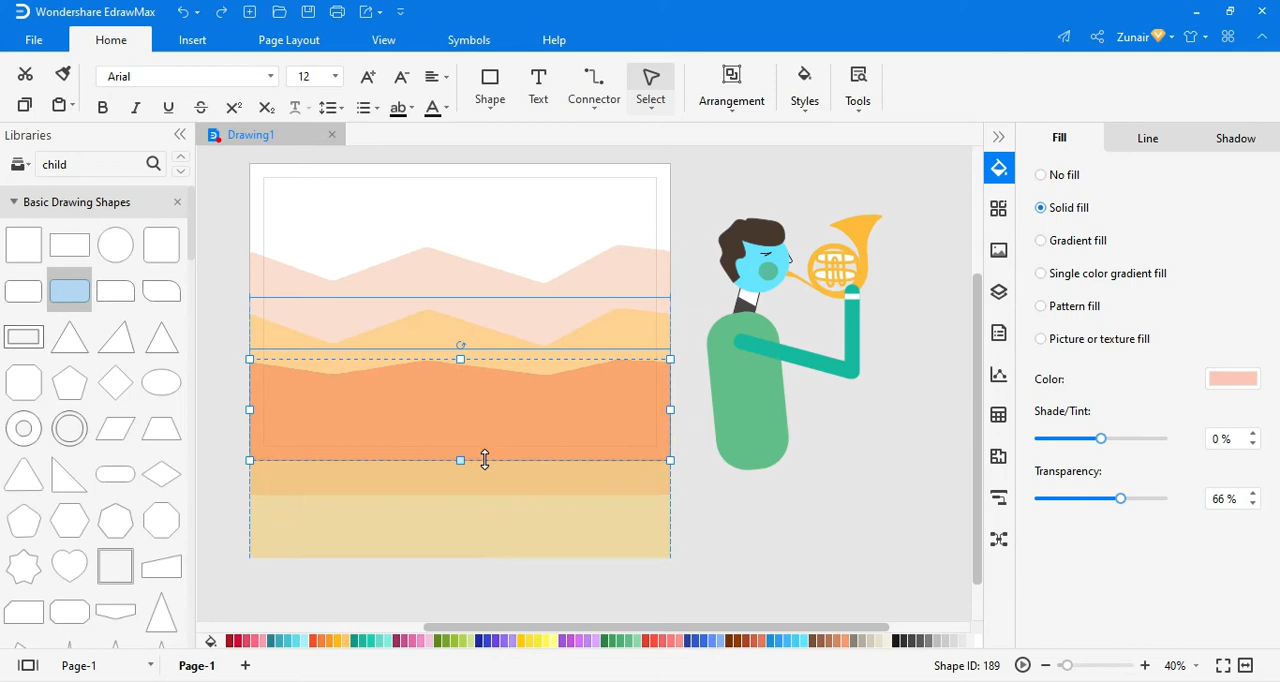 Wondershare EdrawMax
File
Home
Insert
Page Layout
View
Symbols
Help
Zunair
Arial
12
Shape
Text
Connector
Select
Arrangement
Styles
Tools
Libraries
Drawing1
child
Basic Drawing Shapes
Fill
Line
Shadow
No fill
Solid fill
Gradient fill
Single color gradient fill
Pattern fill
Picture or texture fill
Color:
Shade/Tint:
0 %
Transparency:
66 %
Page-1
Page-1
Shape ID: 189
40%